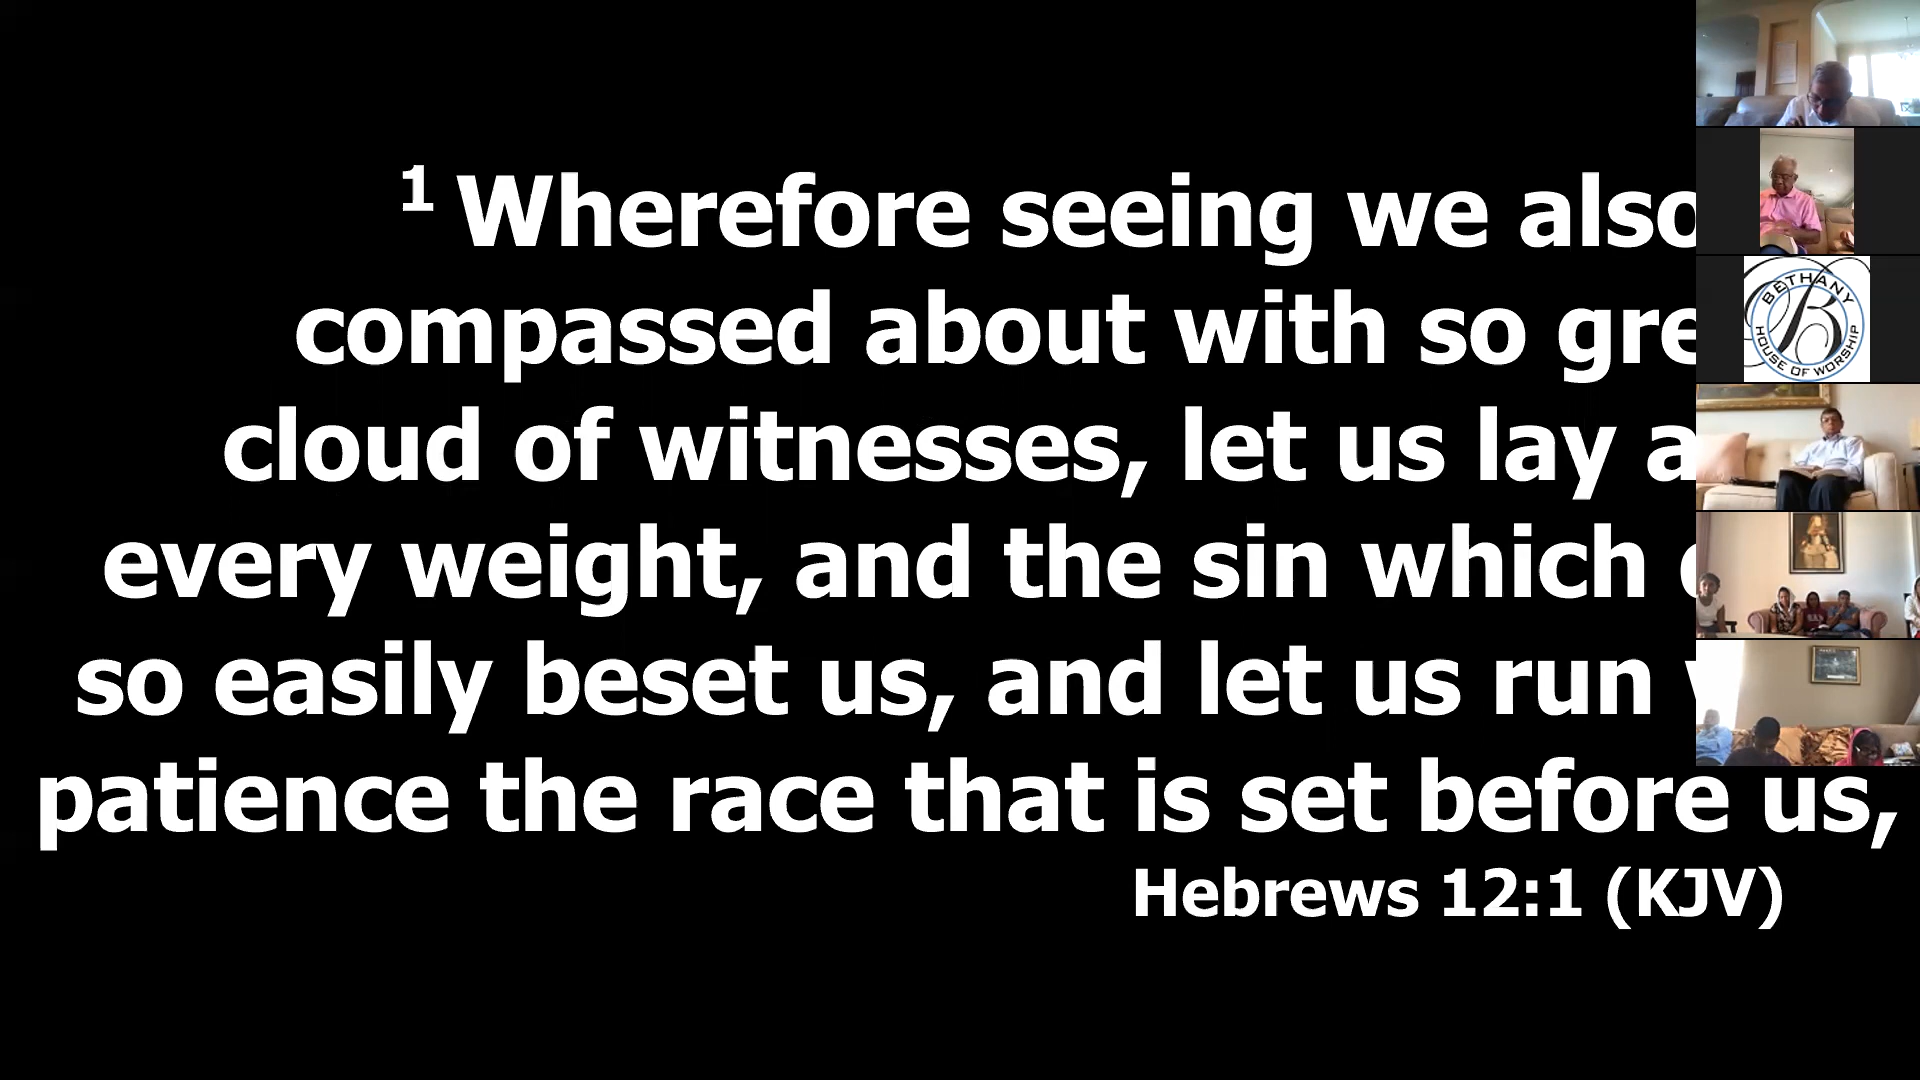 1 Wherefore seeing we also
compassed about with so gre
cloud of witnesses, let us lay a
every weight, and the sin which
so easily beset us, and let us run
patience the race that is set before us,
Hebrews 12:1 (KJV)
BETHANY
B
HOUSE OF WORSHIP